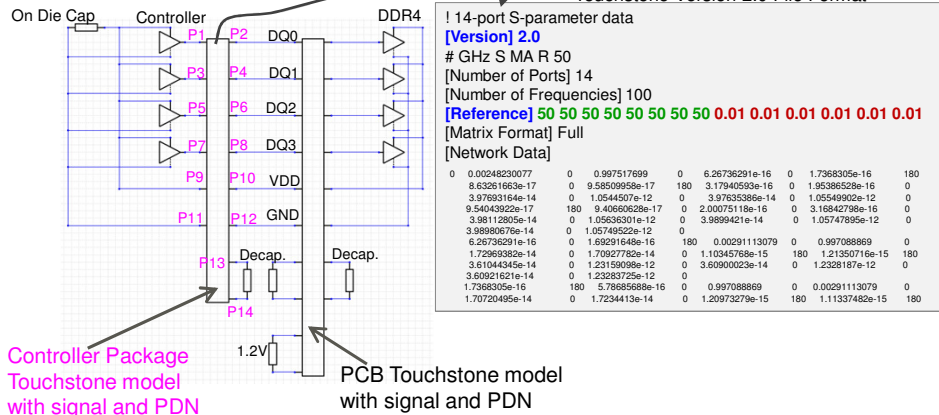 Touchstone Version 2.0 File Format
On Die Cap Controller DDR4
P1 P2 DQ0
P3 P4 DQ1
P5 P6 DQ2
P7 P8 DQ3
P9 P10 VDD
P11 P12 GND
P13 Decap. Decap.
P14
1.2V
Controller Package
Touchstone model
with signal and PDN
PCB Touchstone model
with signal and PDN
! 14-port S-parameter data
[Version] 2.0
# GHz S MA R 50
[Number of Ports] 14
[Number of Frequencies] 100
[Reference] 50 50 50 50 50 50 50 50 0.01 0.01 0.01 0.01 0.01 0.01
[Matrix Format] Full
[Network Data]
0 0.00248230077 0 0.997517699 0 6.26736291e-16 0 1.7368305e-16 180
8.63261663e-17 0 9.58509958e-17 180 3.17940593e-16 0 1.95386528e-16 0
3.97693164e-14 0 1.0544507e-12 0 3.97635386e-14 0 1.05549902e-12 0
9.54043922e-17 180 9.40660628e-17 0 2.00075118e-16 0 3.16842798e-16 0
3.98112805e-14 0 1.05636301e-12 0 3.9899421e-14 0 1.05747895e-12 0
3.98980676e-14 0 1.05749522e-12 0
6.26736291e-16 0 1.69291648e-16 180 0.00291113079 0 0.997088869 0
1.72969382e-14 0 1.70927782e-14 0 1.10345768e-15 180 1.21350716e-15 180
3.61044345e-14 0 1.23159098e-12 0 3.60900023e-14 0 1.2328187e-12 0
3.60921621e-14 0 1.23283725e-12 0
1.7368305e-16 180 5.78685688e-16 0 0.997088869 0 0.00291113079 0
1.70720495e-14 0 1.7234413e-14 0 1.20973279e-15 180 1.11337482e-15 180